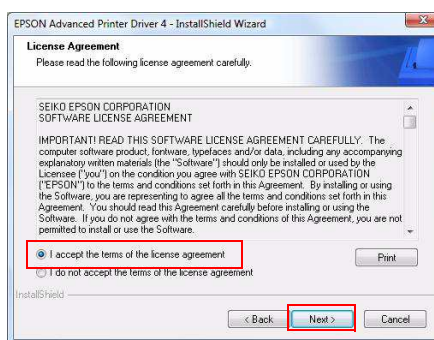 EPSON Advanced Printer Driver 4 - InstallShield Wizard
License Agreement
Please read the following license agreement carefully.
SEIKO EPSON CORPORATION
SOFTWARE LICENSE AGREEMENT
IMPORTANT! READ THIS SOFTWARE LICENSE AGREEMENT CAREFULLY. The
computer software product, fontware, typefaces and/or data, including any accompanying
explanatory written materials (the "Software") should only be installed or used by the
Licensee ("you") on the condition you agree with SEIKO EPSON CORPORATION
("EPSON") to the terms and conditions set forth in this Agreement. By installing or using
the Software, you are representing to agree all the terms and conditions set forth in this
Agreement. You should read this Agreement carefully before installing or using the
Software. If you do not agree with the terms and conditions of this Agreement, you are not
permitted to install or use the Software.
I accept the terms of the license agreement
Print
I do not accept the terms of the license agreement
InstallShield
< Back
Next >
Cancel